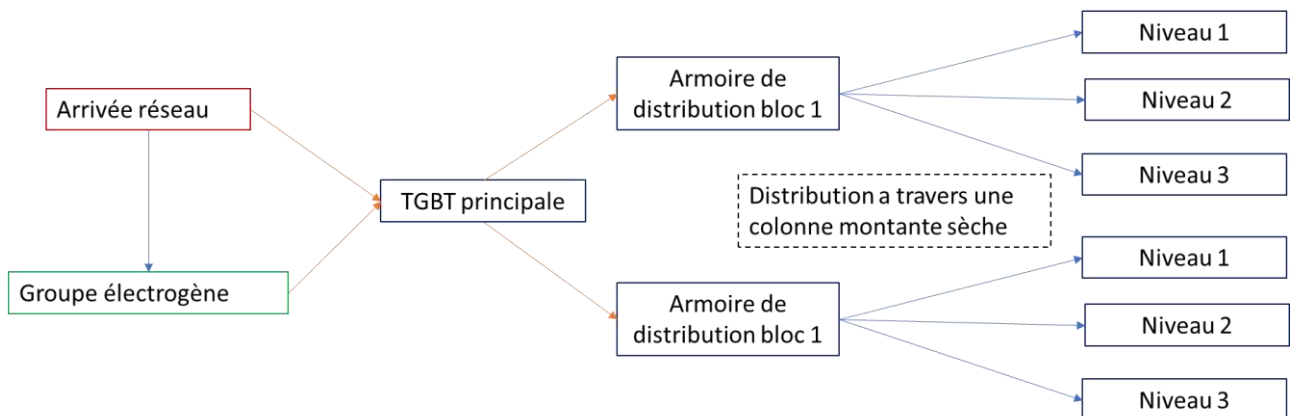 Arrivée réseau
Groupe électrogène
TGBT principale
Armoire de
distribution bloc 1
Niveau 1
Niveau 2
Niveau 3
Distribution a travers une
colonne montante sèche
Armoire de
distribution bloc 1
Niveau 1
Niveau 2
Niveau 3